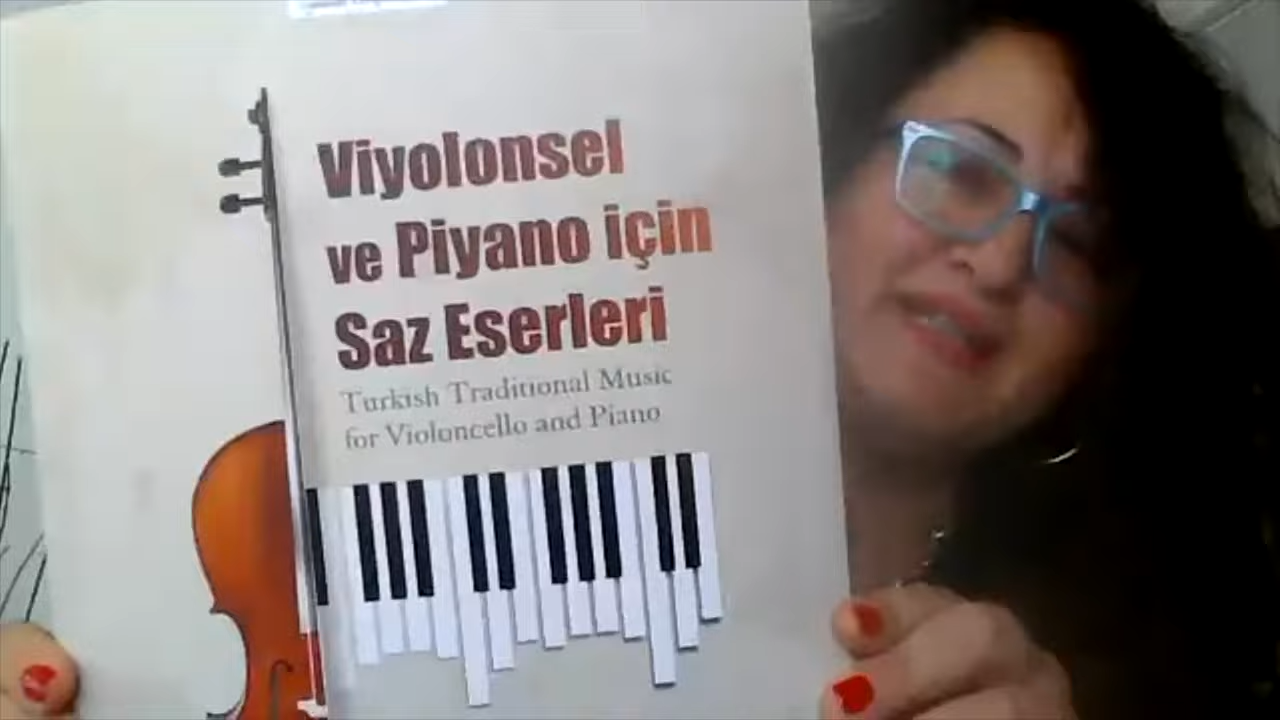 Viyolonsel
ve Piyano için
Saz Eserleri
Turkish Traditional Music
for Violoncello and Piano